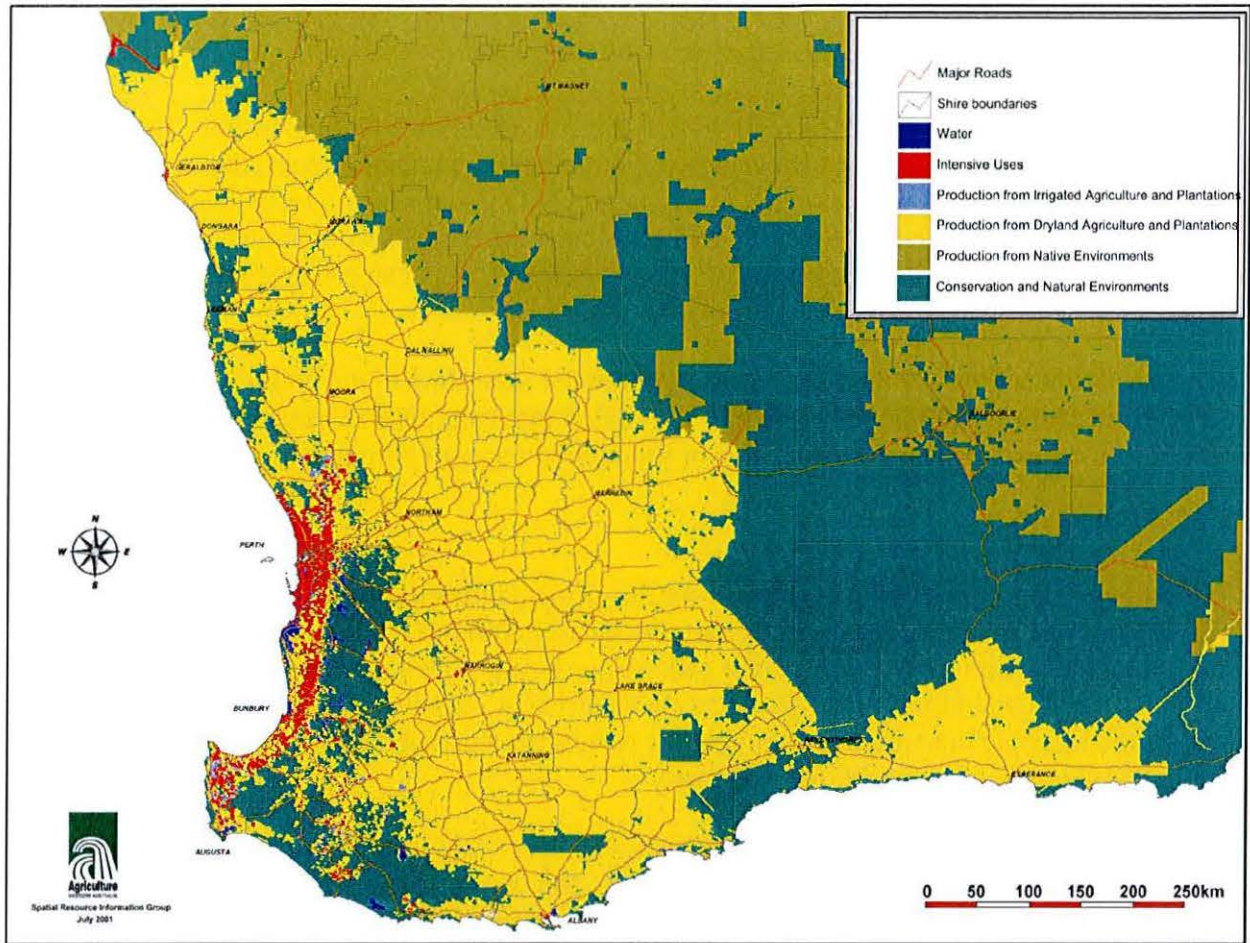 Major Roads
Shire boundaries
Water
Intensive Uses
Production from Irrigated Agriculture and Plantations
Production from Dryland Agriculture and Plantations
Production from Native Environments
Conservation and Natural Environments
MT MAGNET
GERALDTON
DONGARA
DALWALLINU
MOORA
KALGOORLIE
MERREDIN
NORTHAM
N
W
E
S
PERTH
NARROGIN
LAKE GRACE
BUNBURY
KATANNING
ESPERANCE
AUGUSTA
ALBANY
Agriculture
WESTERN AUSTRALIA
Spatial Resource Information Group
July 2001
0 50 100 150 200 250km